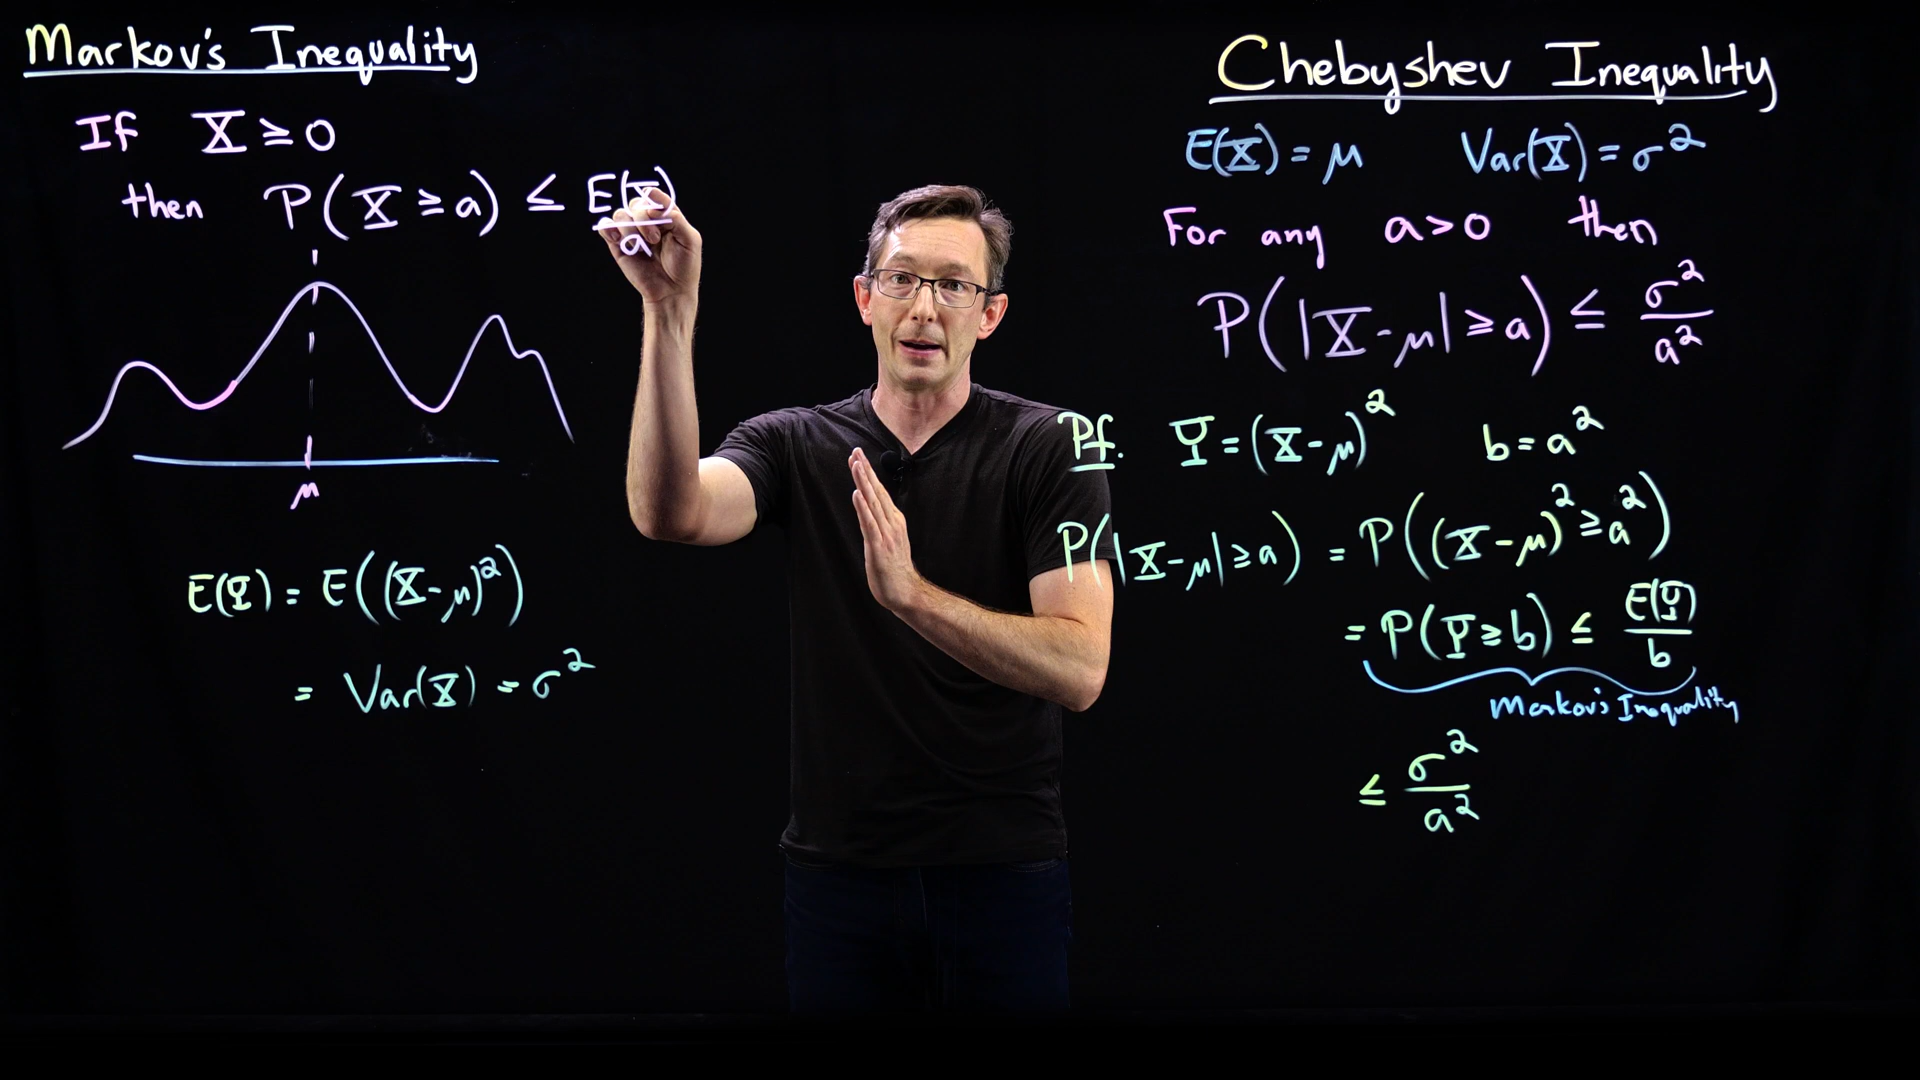 Markov's Inequality
If X ≥ 0
then P(X ≥ a) ≤ E(X)/a
μ
E(Y) = E((X-μ)²)
= Var(X) = σ²
Chebyshev Inequality
E(X) = μ Var(X) = σ²
For any a > 0 then
P(|X-μ| ≥ a) ≤ σ²/a²
Pf. Y = (X-μ)² b = a²
P(|X-μ| ≥ a) = P((X-μ)² ≥ a²)
= P(Y ≥ b) ≤ E(Y)/b
Markov's Inequality
≤ σ²/a²